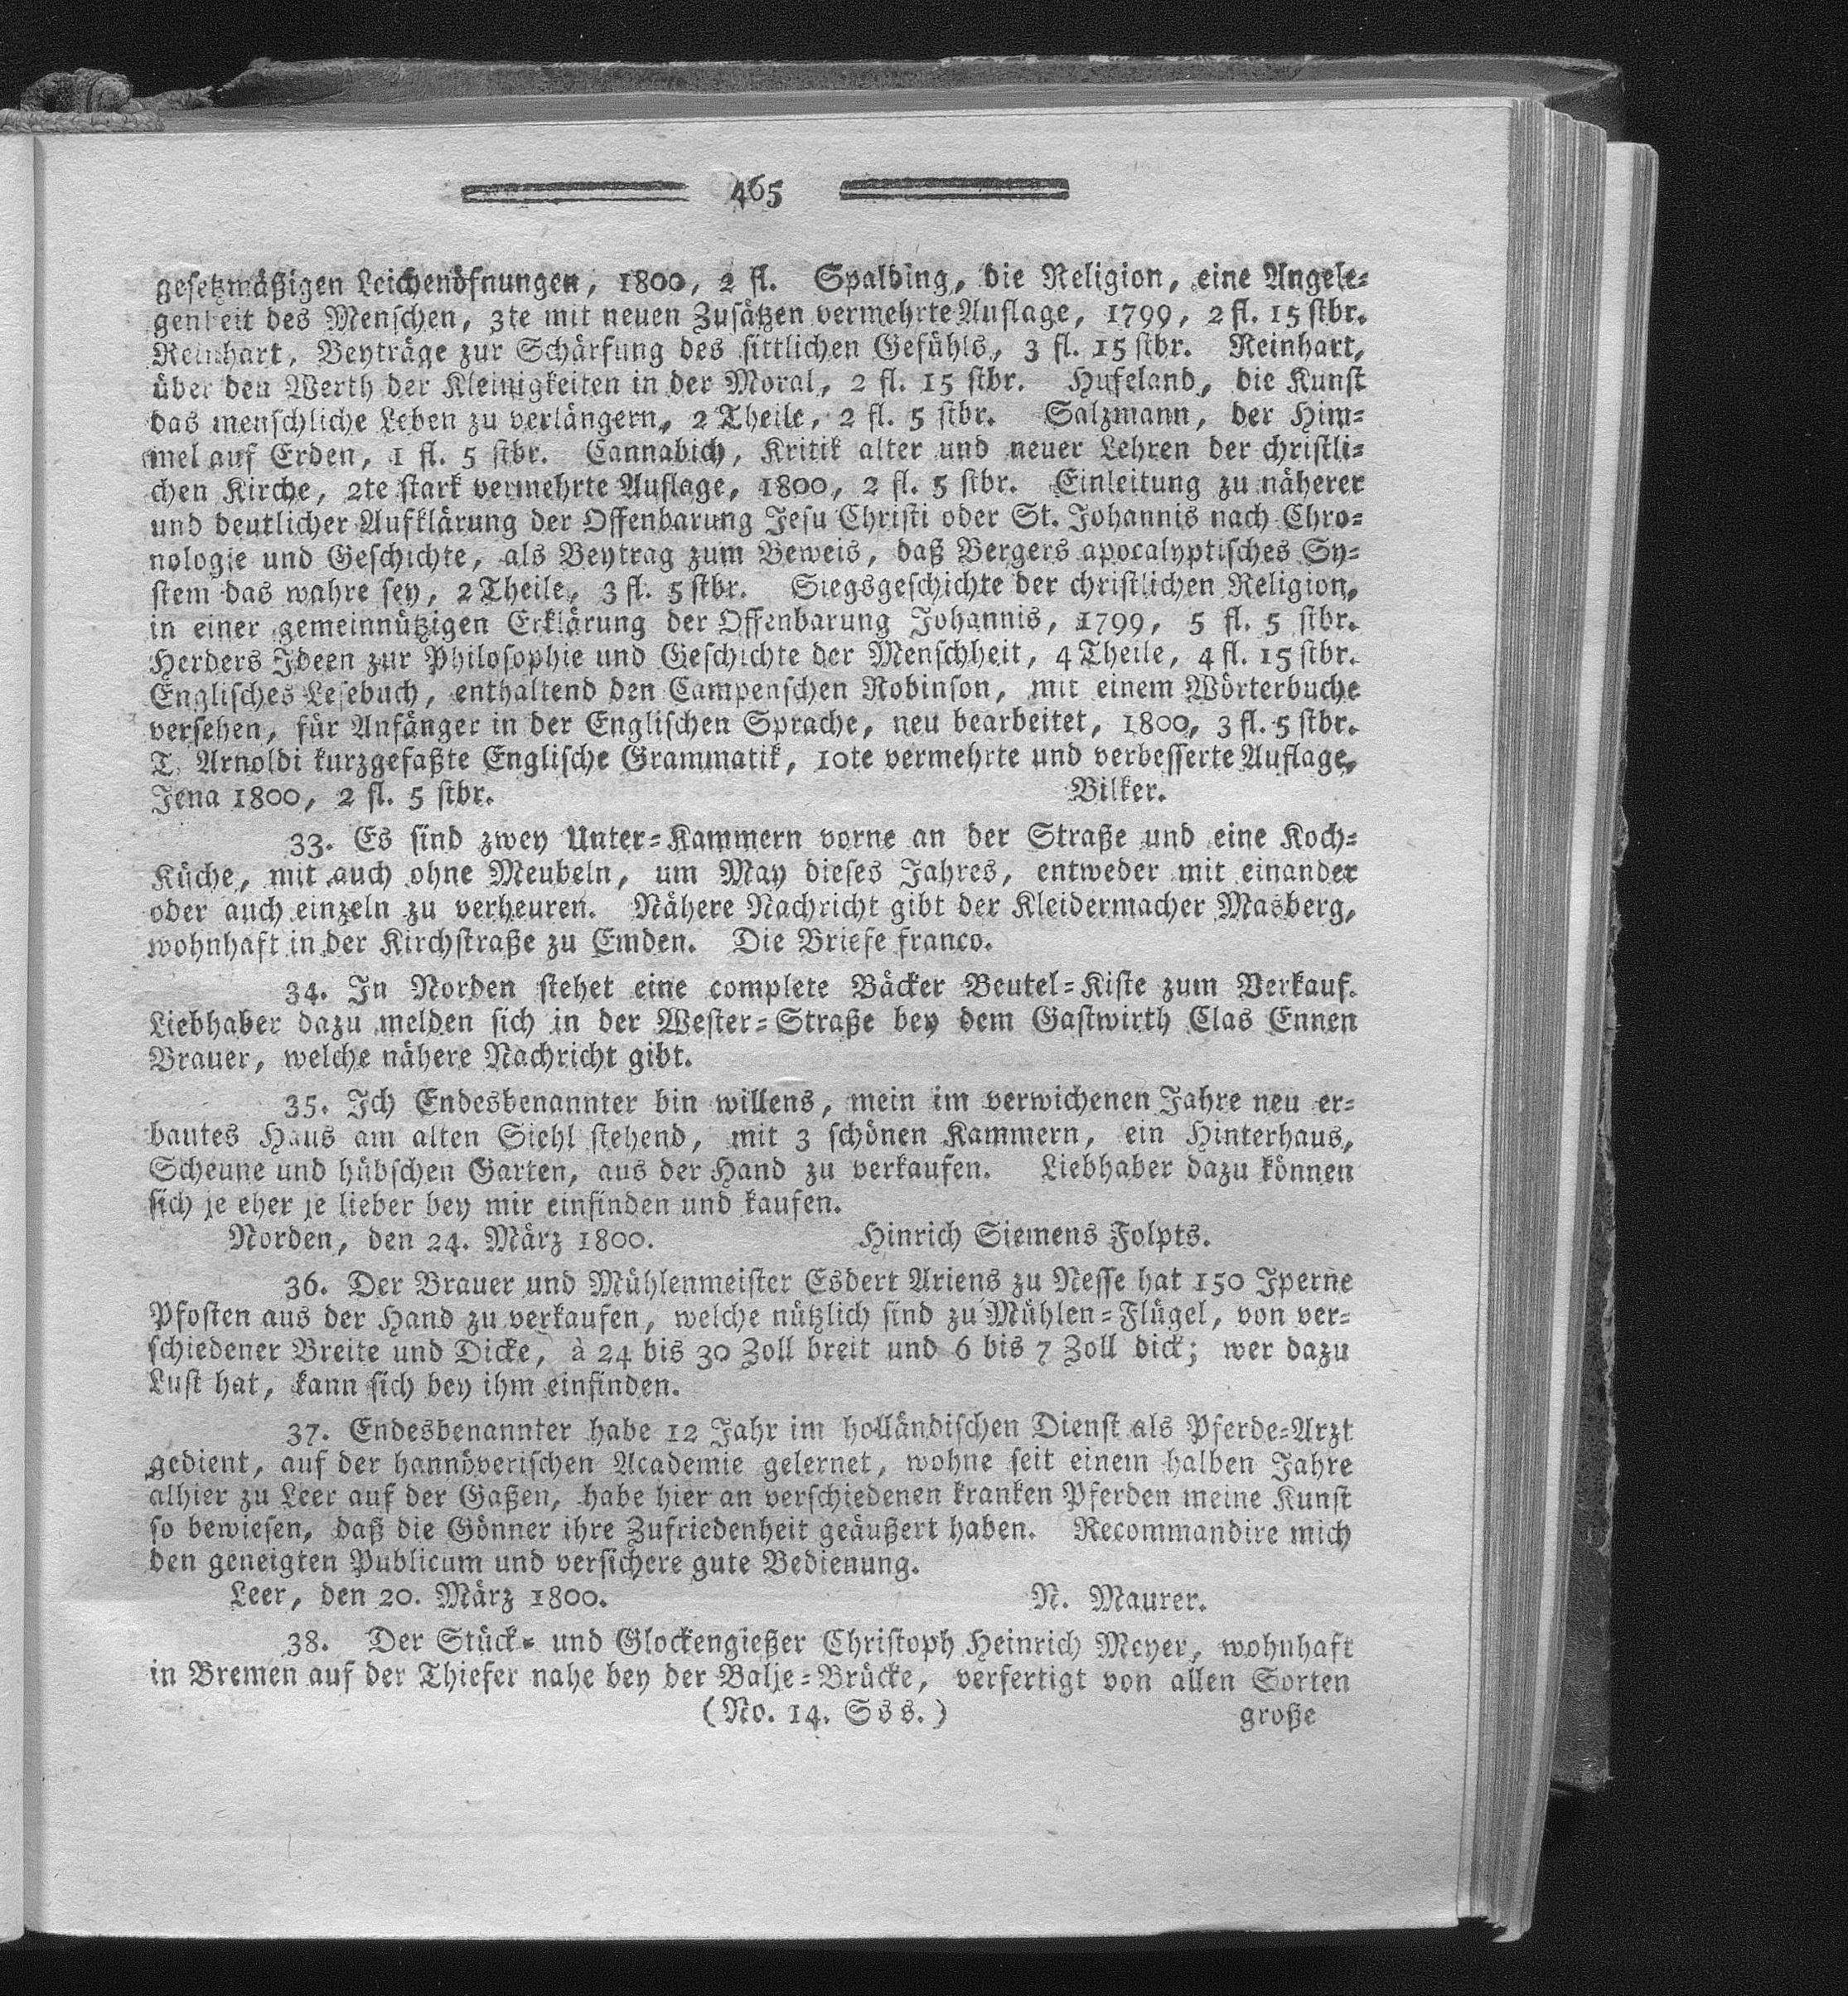 465
gesetzmäßigen Leichenöfnungen, 1800, 2 fl. Spalding, die Religion, eine Angele-
genheit des Menschen, 3te mit neuen Zusätzen vermehrte Auflage, 1799, 2 fl. 15 stbr.
Reinhart, Beyträge zur Schärfung des sittlichen Gefühls, 3 fl. 15 stbr. Reinhart,
über den Werth der Kleinigkeiten in der Moral, 2 fl. 15 stbr. Hufeland, die Kunst
das menschliche Leben zu verlängern, 2 Theile, 2 fl. 5 stbr. Salzmann, der Him-
mel auf Erden, 1 fl. 5 stbr. Cannabich, Kritik alter und neuer Lehren der christli-
chen Kirche, 2te stark vermehrte Auflage, 1800, 2 fl. 5 stbr. Einleitung zu näherer
und deutlicher Aufklärung der Offenbarung Jesu Christi oder St. Johannis nach Chro-
nologie und Geschichte, als Beytrag zum Beweis, daß Bergers apocalyptisches Sy-
stem das wahre sey, 2 Theile, 3 fl. 5 stbr. Siegsgeschichte der christlichen Religion,
in einer gemeinnützigen Erklärung der Offenbarung Johannis, 1799, 5 fl. 5 stbr.
Herders Ideen zur Philosophie und Geschichte der Menschheit, 4 Theile, 4 fl. 15 stbr.
Englisches Lesebuch, enthaltend den Campenschen Robinson, mit einem Wörterbuche
versehen, für Anfänger in der Englischen Sprache, neu bearbeitet, 1800, 3 fl. 5 stbr.
T. Arnoldi kurzgefaßte Englische Grammatik, 10te vermehrte und verbesserte Auflage,
Jena 1800, 2 fl. 5 stbr. Bilker.
33. Es sind zwey Unter-Kammern vorne an der Straße und eine Koch-
Küche, mit auch ohne Meubeln, um May dieses Jahres, entweder mit einander
oder auch einzeln zu verheuren. Nähere Nachricht gibt der Kleidermacher Masberg,
wohnhaft in der Kirchstraße zu Emden. Die Briefe franco.
34. In Norden stehet eine complete Bäcker Beutel-Kiste zum Verkauf.
Liebhaber dazu melden sich in der Wester-Straße bey dem Gastwirth Clas Ennen
Brauer, welche nähere Nachricht gibt.
35. Ich Endesbenannter bin willens, mein im verwichenen Jahre neu er-
bautes Haus am alten Siehl stehend, mit 3 schönen Kammern, ein Hinterhaus,
Scheune und hübschen Garten, aus der Hand zu verkaufen. Liebhaber dazu können
sich je eher je lieber bey mir einfinden und kaufen.
Norden, den 24. März 1800. Hinrich Siemens Folpts.
36. Der Brauer und Mühlenmeister Esdert Ariens zu Nesse hat 150 Iperne
Pfosten aus der Hand zu verkaufen, welche nützlich sind zu Mühlen-Flügel, von ver-
schiedener Breite und Dicke, à 24 bis 30 Zoll breit und 6 bis 7 Zoll dick; wer dazu
Lust hat, kann sich bey ihm einfinden.
37. Endesbenannter habe 12 Jahr im holländischen Dienst als Pferde-Arzt
gedient, auf der hannöverischen Academie gelernet, wohne seit einem halben Jahre
alhier zu Leer auf der Gaßen, habe hier an verschiedenen kranken Pferden meine Kunst
so bewiesen, daß die Gönner ihre Zufriedenheit geäußert haben. Recommandire mich
den geneigten Publicum und versichere gute Bedienung.
Leer, den 20. März 1800. N. Maurer.
38. Der Stück- und Glockengießer Christoph Heinrich Meyer, wohnhaft
in Bremen auf der Thiefer nahe bey der Balje-Brücke, verfertigt von allen Sorten
(No. 14. Sss.) große